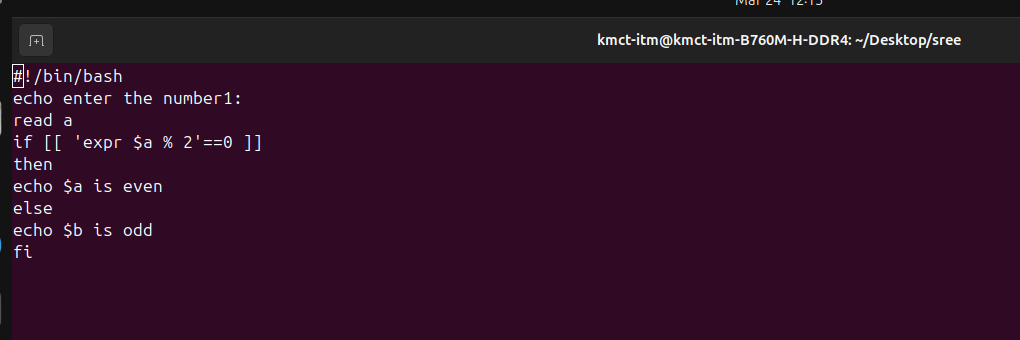 Mar 24 12:15
kmct-itm@kmct-itm-B760M-H-DDR4: ~/Desktop/sree
#!/bin/bash
echo enter the number1:
read a
if [[ 'expr $a % 2'==0 ]]
then
echo $a is even
else
echo $b is odd
fi